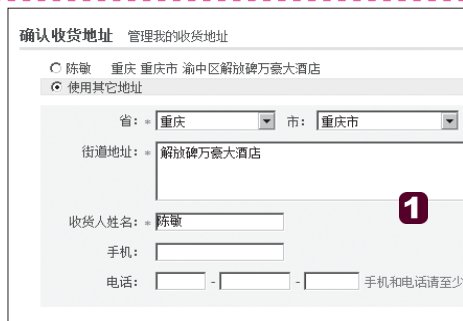 确认收货地址 管理我的收货地址
陈敏 重庆 重庆市 渝中区解放碑万豪大酒店
使用其它地址
省：* 重庆 市： 重庆市
街道地址：* 解放碑万豪大酒店
1
收货人姓名：* 陈敏
手机：
电话： - - 手机和电话请至少